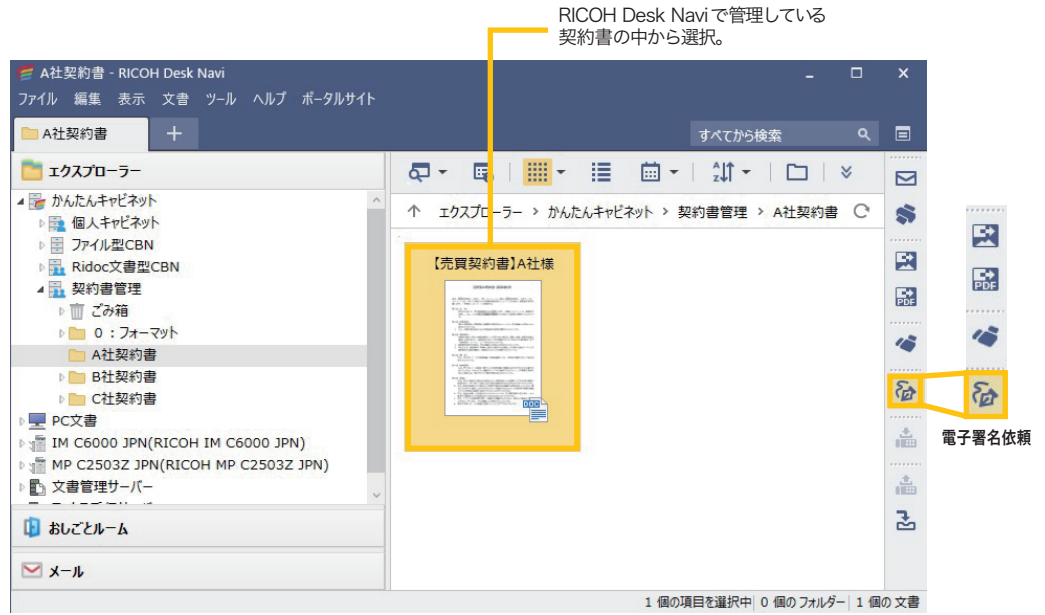 RICOH Desk Naviで管理している
契約書の中から選択。
A社契約書 - RICOH Desk Navi
ファイル 編集 表示 文書 ツール ヘルプ ポータルサイト
A社契約書
すべてから検索
エクスプローラー
エクスプローラー > かんたんキャビネット > 契約書管理 > A社契約書
かんたんキャビネット
個人キャビネット
ファイル型CBN
Ridoc文書型CBN
契約書管理
ごみ箱
0:フォーマット
A社契約書
B社契約書
C社契約書
PC文書
IM C6000 JPN(RICOH IM C6000 JPN)
MP C2503Z JPN(RICOH MP C2503Z JPN)
文書管理サーバー
おしごとルーム
メール
【売買契約書】A社様
DOC
PDF
PDF
電子署名依頼
1 個の項目を選択中 0 個のフォルダー 1 個の文書